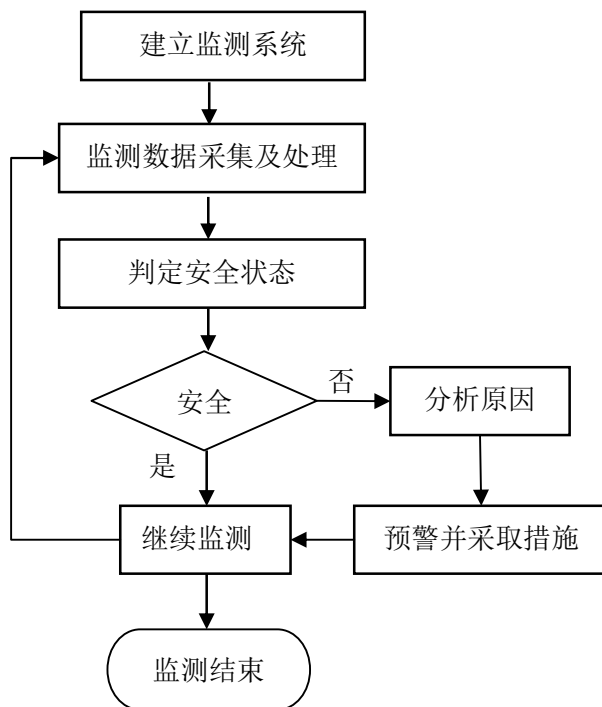 建立监测系统
监测数据采集及处理
判定安全状态
安全
否
分析原因
是
继续监测
预警并采取措施
监测结束